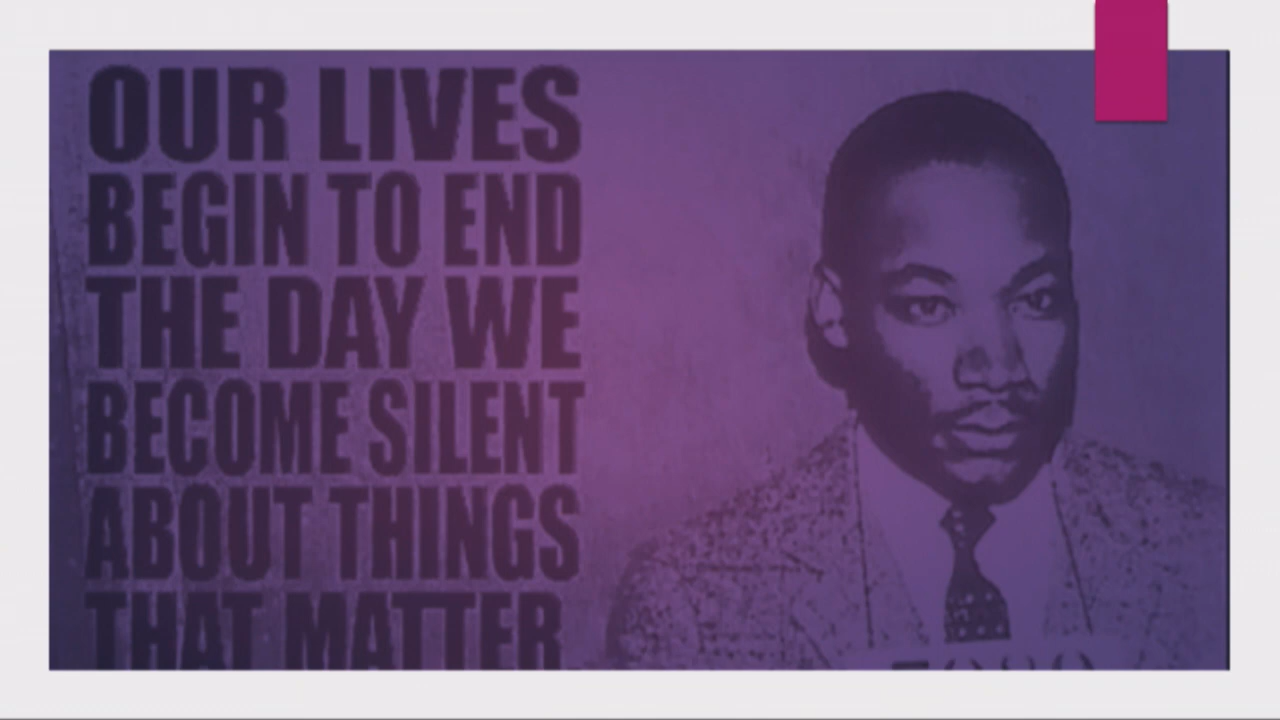 OUR LIVES
BEGIN TO END
THE DAY WE
BECOME SILENT
ABOUT THINGS
THAT MATTER